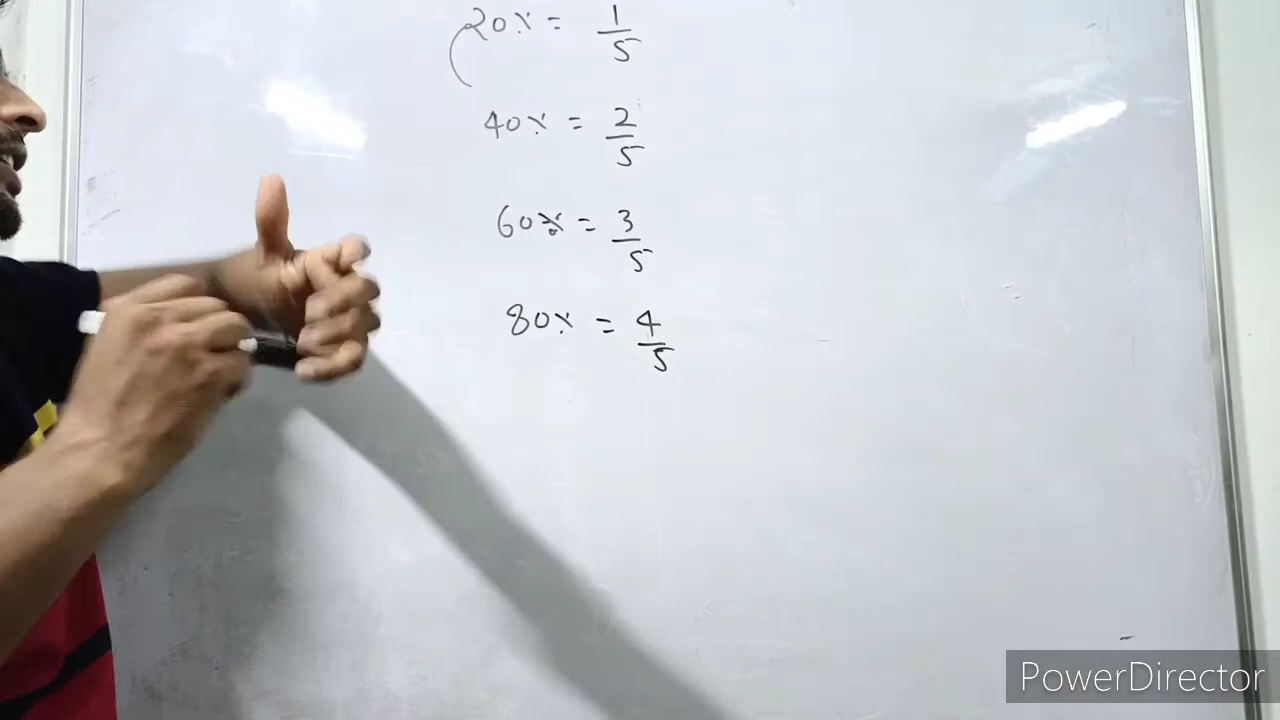 20% = 1/5
40% = 2/5
60% = 3/5
80% = 4/5
PowerDirector